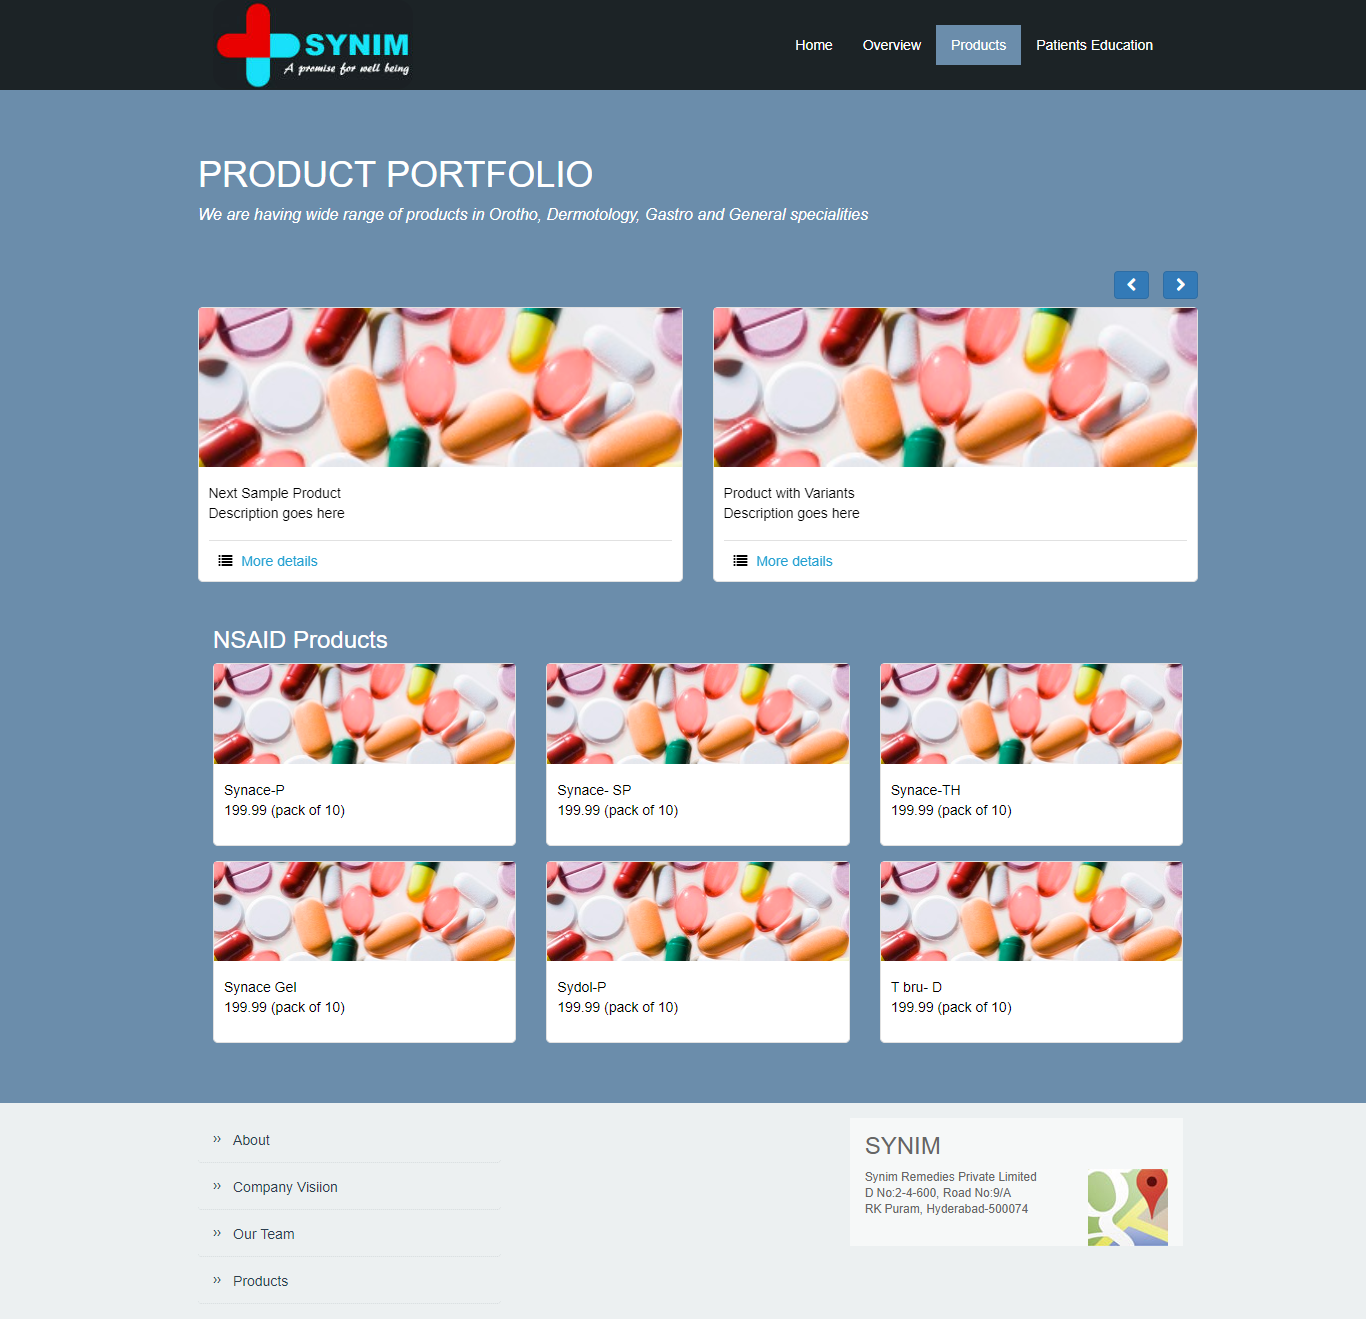 SYNIM
A promise for well being
Home
Overview
Products
Patients Education
PRODUCT PORTFOLIO
We are having wide range of products in Orotho, Dermotology, Gastro and General specialities
Next Sample Product
Description goes here
More details
Product with Variants
Description goes here
More details
NSAID Products
Synace-P
199.99 (pack of 10)
Synace- SP
199.99 (pack of 10)
Synace-TH
199.99 (pack of 10)
Synace Gel
199.99 (pack of 10)
Sydol-P
199.99 (pack of 10)
T bru- D
199.99 (pack of 10)
›› About
›› Company Visiion
›› Our Team
›› Products
SYNIM
Synim Remedies Private Limited
D No:2-4-600, Road No:9/A
RK Puram, Hyderabad-500074